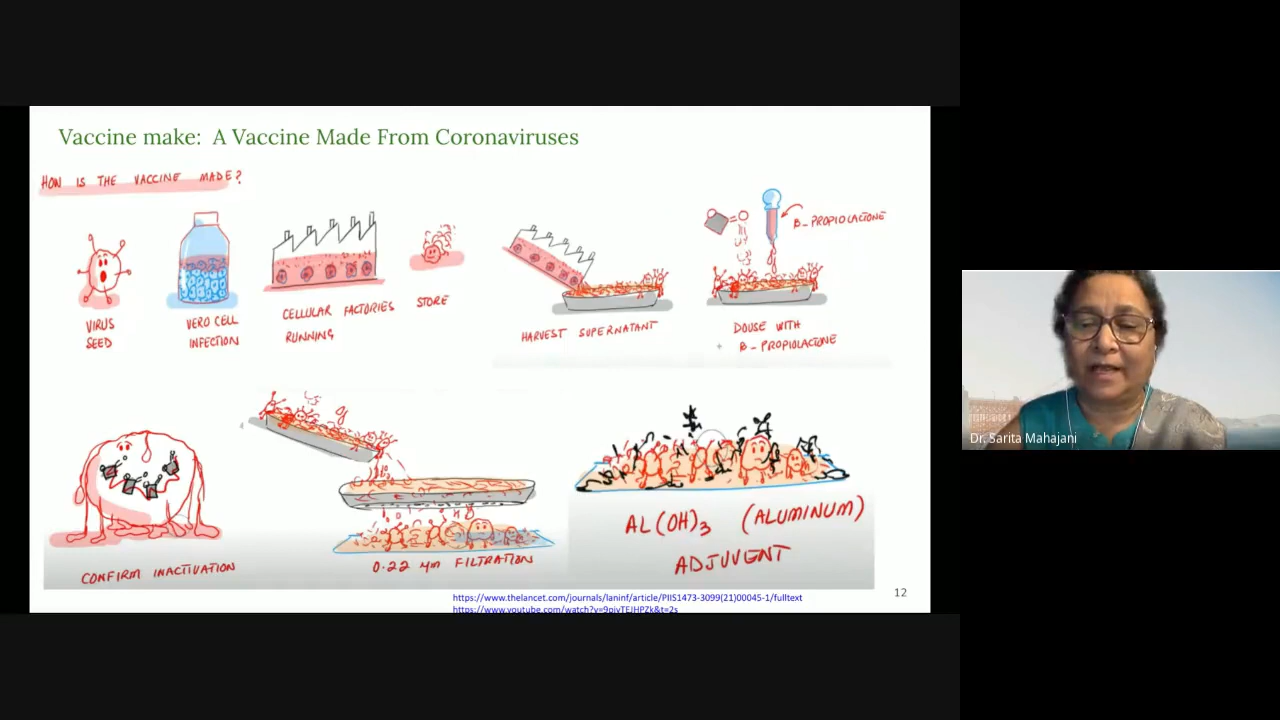 Vaccine make: A Vaccine Made From Coronaviruses
HOW IS THE VACCINE MADE?
VIRUS
SEED
VERO CELL
INFECTION
CELLULAR FACTORIES
RUNNING
STORE
HARVEST SUPERNATANT
B-PROPIOLACTONE
DOUSE WITH
B-PROPIOLACTONE
CONFIRM INACTIVATION
0.22 μm FILTRATION
AL(OH)3 (ALUMINUM)
ADJUVENT
https://www.thelancet.com/journals/laninf/article/PIIS1473-3099(21)00045-1/fulltext
12
Dr. Sarita Mahajani